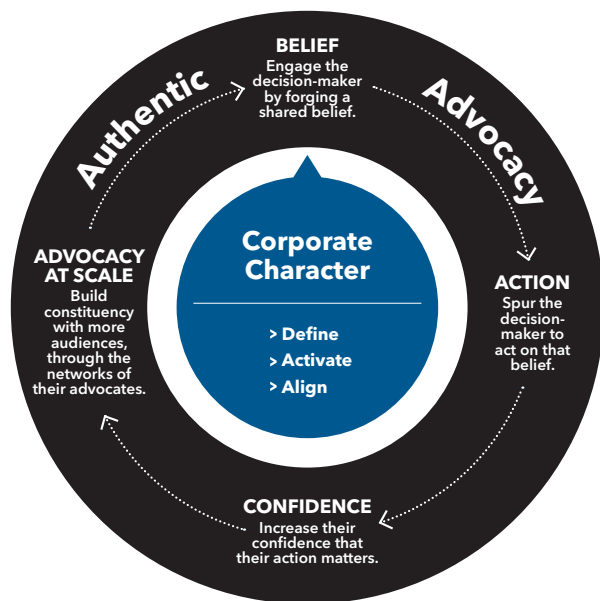 Authentic
Advocacy
BELIEF
Engage the
decision-maker
by forging a
shared belief.
ACTION
Spur the
decision-
maker to
act on that
belief.
CONFIDENCE
Increase their
confidence that
their action matters.
ADVOCACY
AT SCALE
Build
constituency
with more
audiences,
through the
networks of
their advocates.
Corporate
Character
> Define
> Activate
> Align